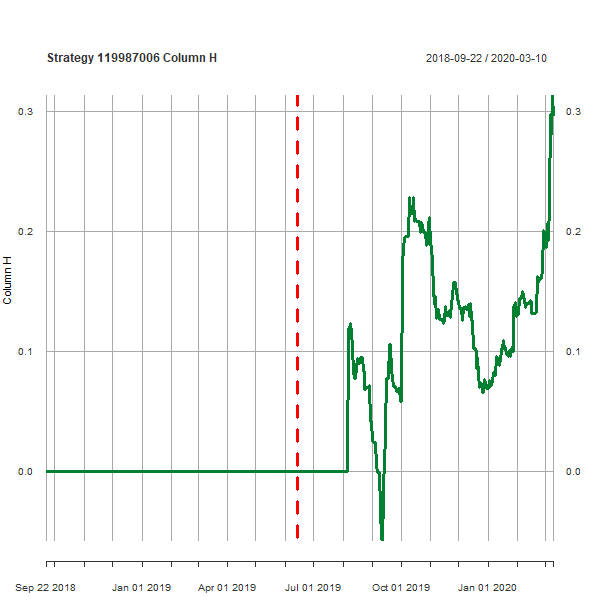 Strategy 119987006 Column H
2018-09-22 / 2020-03-10
0.3
0.3
0.2
0.2
Column H
0.1
0.1
0.0
0.0
Sep 22 2018
Jan 01 2019
Apr 01 2019
Jul 01 2019
Oct 01 2019
Jan 01 2020